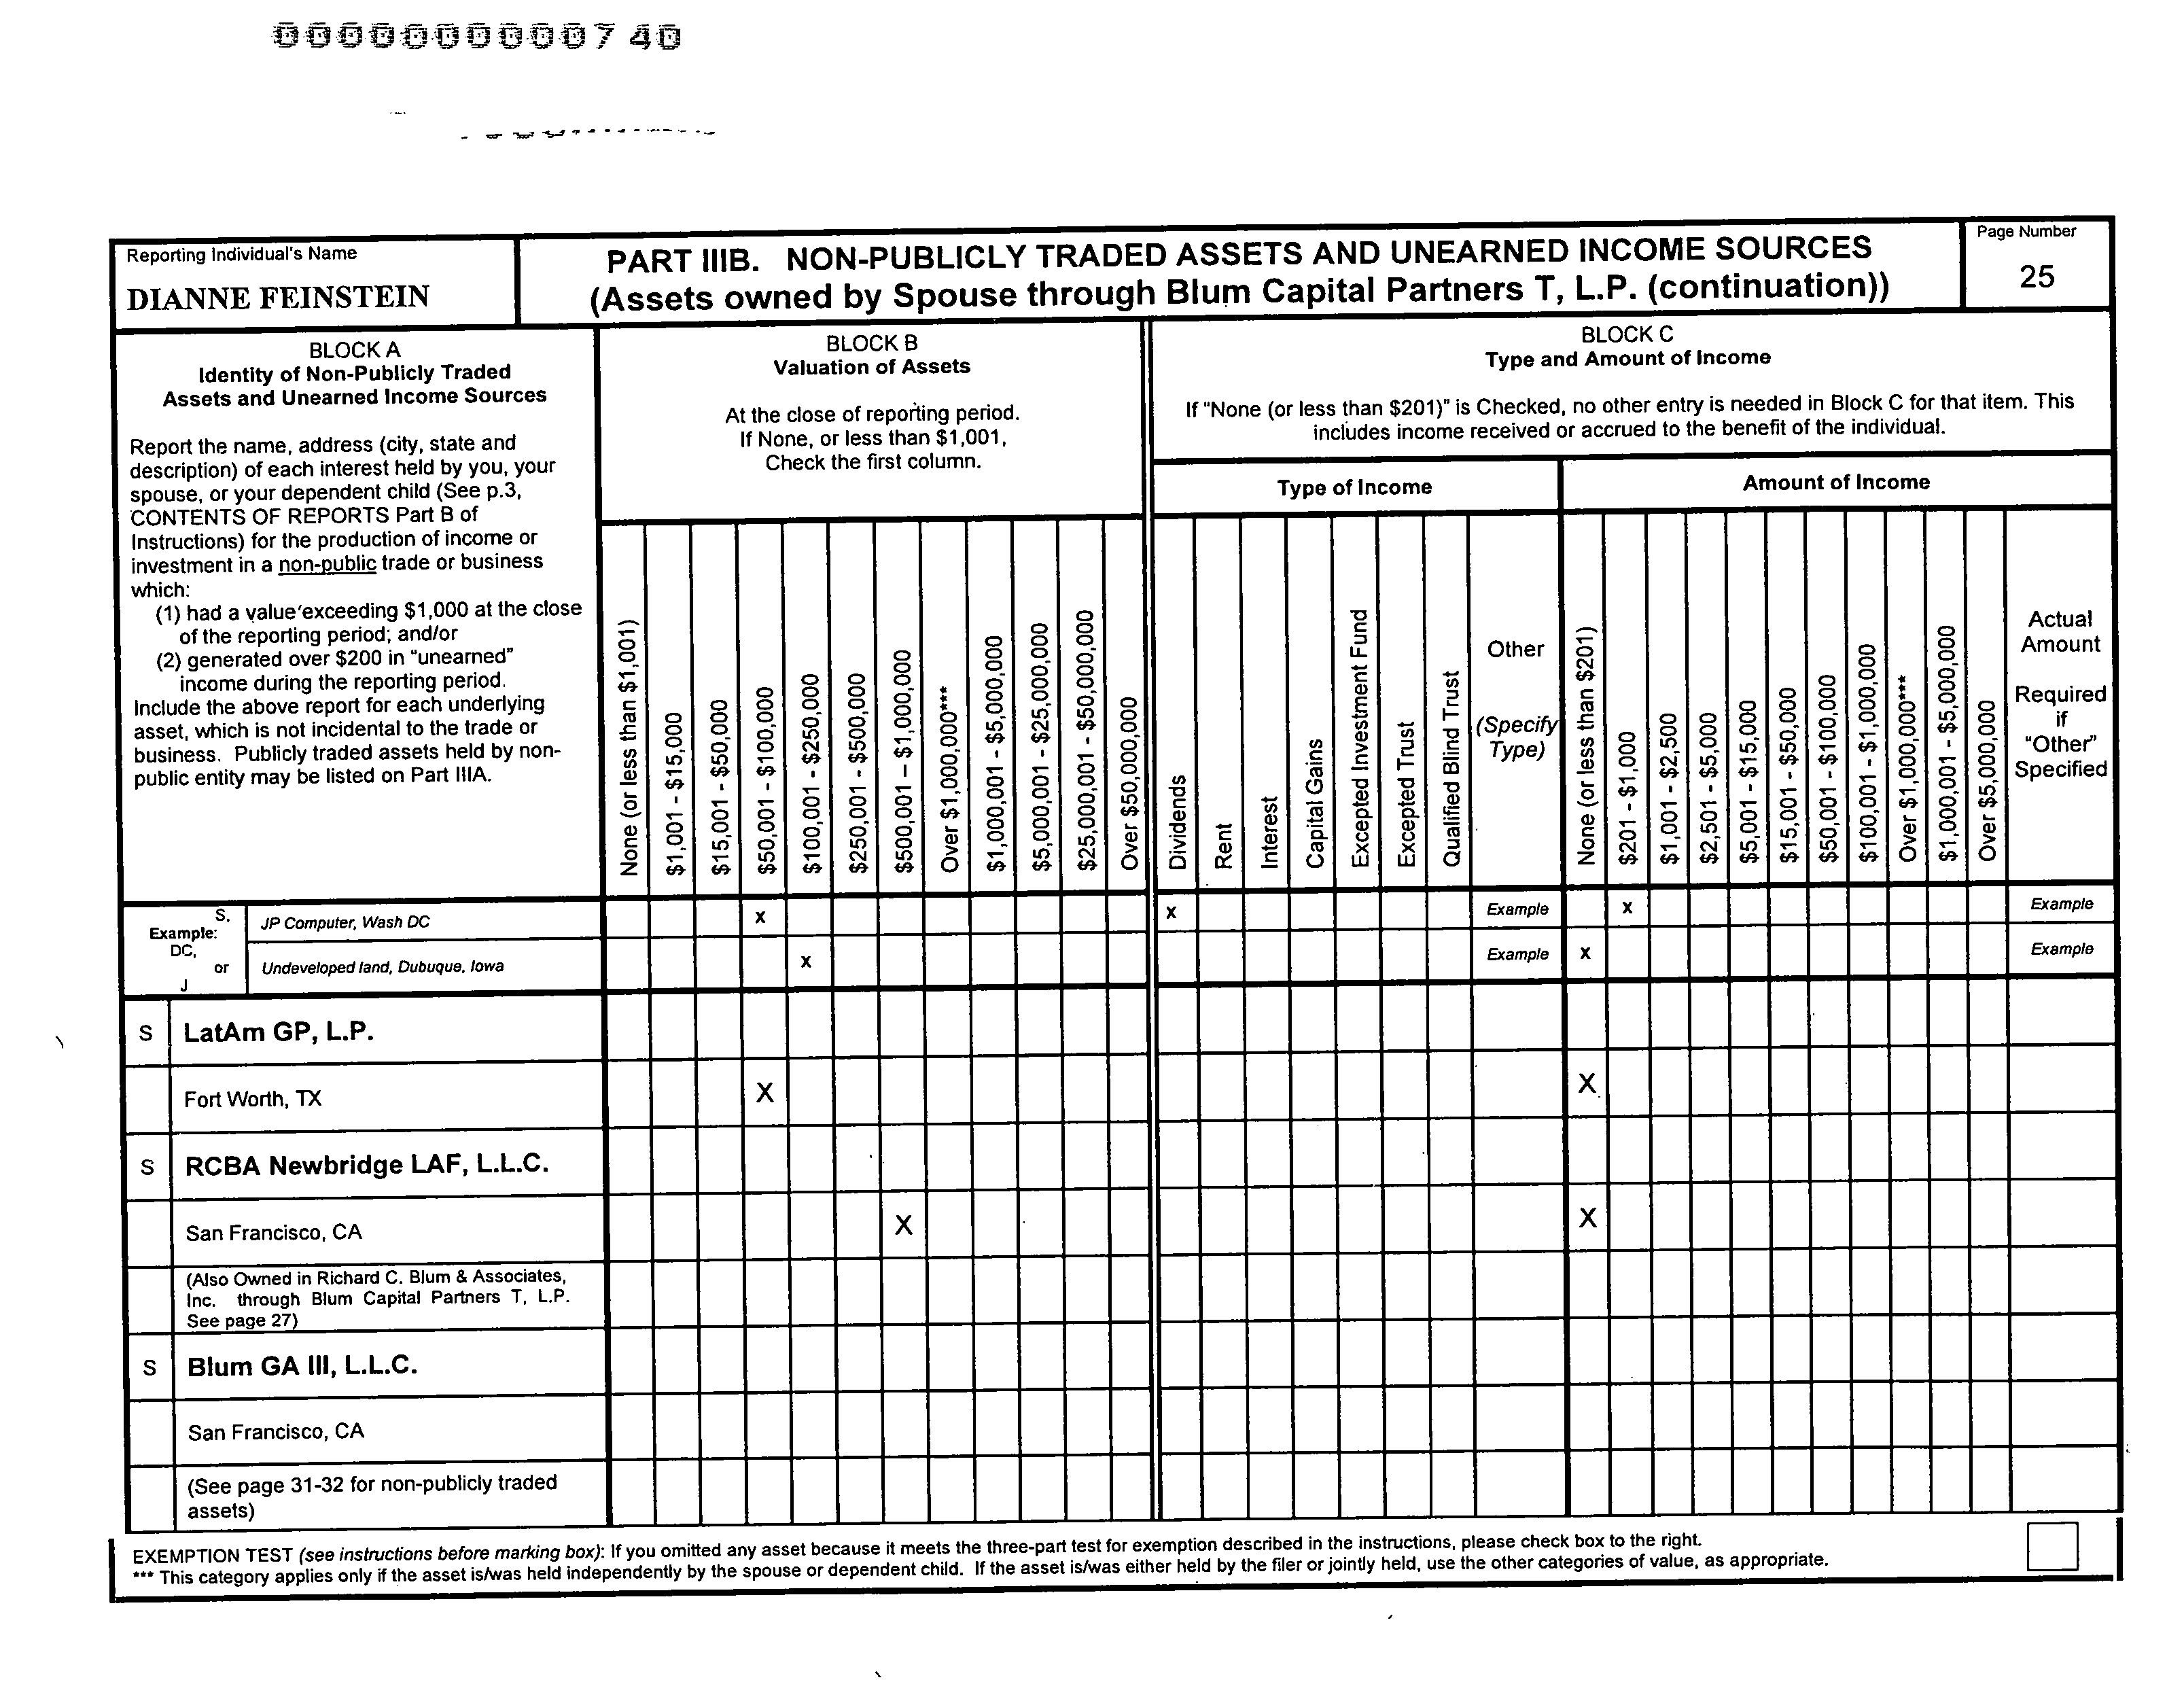 000000000740
Reporting Individual's Name
DIANNE FEINSTEIN
PART IIIB. NON-PUBLICLY TRADED ASSETS AND UNEARNED INCOME SOURCES
(Assets owned by Spouse through Blum Capital Partners T, L.P. (continuation))
Page Number
25
BLOCK A
Identity of Non-Publicly Traded
Assets and Unearned Income Sources
Report the name, address (city, state and
description) of each interest held by you, your
spouse, or your dependent child (See p.3,
CONTENTS OF REPORTS Part B of
Instructions) for the production of income or
investment in a non-public trade or business
which:
(1) had a value exceeding $1,000 at the close
of the reporting period; and/or
(2) generated over $200 in "unearned"
income during the reporting period.
Include the above report for each underlying
asset, which is not incidental to the trade or
business. Publicly traded assets held by non-
public entity may be listed on Part IIIA.
BLOCK B
Valuation of Assets
At the close of reporting period.
If None, or less than $1,001,
Check the first column.
None (or less than $1,001)
$1,001 - $15,000
$15,001 - $50,000
$50,001 - $100,000
$100,001 - $250,000
$250,001 - $500,000
$500,001 – $1,000,000
Over $1,000,000***
$1,000,001 - $5,000,000
$5,000,001 - $25,000,000
$25,000,001 - $50,000,000
Over $50,000,000
BLOCK C
Type and Amount of Income
If "None (or less than $201)" is Checked, no other entry is needed in Block C for that item. This
includes income received or accrued to the benefit of the individual.
Type of Income
Dividends
Rent
Interest
Capital Gains
Excepted Investment Fund
Excepted Trust
Qualified Blind Trust
Other
(Specify
Type)
Amount of Income
None (or less than $201)
$201 - $1,000
$1,001 - $2,500
$2,501 - $5,000
$5,001 - $15,000
$15,001 - $50,000
$50,001 - $100,000
$100,001 - $1,000,000
Over $1,000,000***
$1,000,001 - $5,000,000
Over $5,000,000
Actual
Amount
Required
if
"Other"
Specified
Example:
S,
DC,
or
J
JP Computer, Wash DC x x Example x Example
Undeveloped land, Dubuque, Iowa x Example x Example
S LatAm GP, L.P.
Fort Worth, TX X X
S RCBA Newbridge LAF, L.L.C.
San Francisco, CA X X
(Also Owned in Richard C. Blum & Associates,
Inc. through Blum Capital Partners T, L.P.
See page 27)
S Blum GA III, L.L.C.
San Francisco, CA
(See page 31-32 for non-publicly traded
assets)
EXEMPTION TEST (see instructions before marking box): If you omitted any asset because it meets the three-part test for exemption described in the instructions, please check box to the right.
*** This category applies only if the asset is/was held independently by the spouse or dependent child. If the asset is/was either held by the filer or jointly held, use the other categories of value, as appropriate.